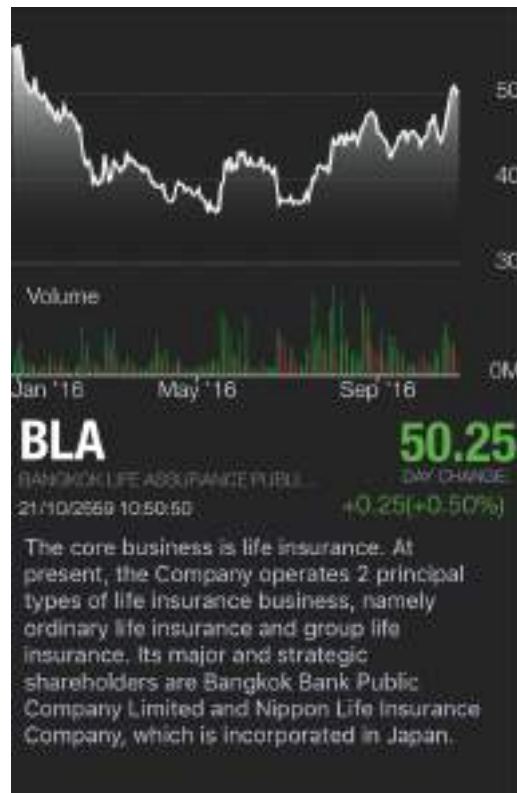 50
40
30
Volume
0M
Jan '16 May '16 Sep '16
BLA 50.25
BANGKOK LIFE ASSURANCE PUBLI... DAY CHANGE
21/10/2559 10:50:50 +0.25(+0.50%)
The core business is life insurance. At
present, the Company operates 2 principal
types of life insurance business, namely
ordinary life insurance and group life
insurance. Its major and strategic
shareholders are Bangkok Bank Public
Company Limited and Nippon Life Insurance
Company, which is incorporated in Japan.